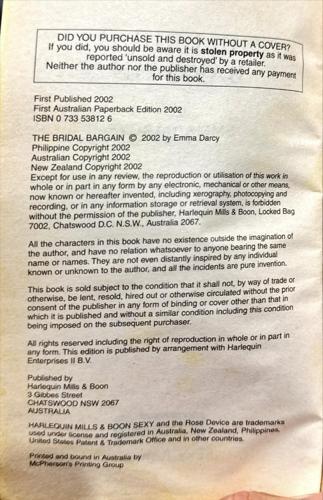 DID YOU PURCHASE THIS BOOK WITHOUT A COVER?
If you did, you should be aware it is stolen property as it was
reported 'unsold and destroyed' by a retailer.
Neither the author nor the publisher has received any payment
for this book.
First Published 2002
First Australian Paperback Edition 2002
ISBN 0 733 53812 6
THE BRIDAL BARGAIN © 2002 by Emma Darcy
Philippine Copyright 2002
Australian Copyright 2002
New Zealand Copyright 2002
Except for use in any review, the reproduction or utilisation of this work in
whole or in part in any form by any electronic, mechanical or other means,
now known or hereafter invented, including xerography, photocopying and
recording, or in any information storage or retrieval system, is forbidden
without the permission of the publisher, Harlequin Mills & Boon, Locked Bag
7002, Chatswood D.C. N.S.W., Australia 2067.
All the characters in this book have no existence outside the imagination of
the author, and have no relation whatsoever to anyone bearing the same
name or names. They are not even distantly inspired by any individual
known or unknown to the author, and all the incidents are pure invention.
This book is sold subject to the condition that it shall not, by way of trade or
otherwise, be lent, resold, hired out or otherwise circulated without the prior
consent of the publisher in any form of binding or cover other than that in
which it is published and without a similar condition including this condition
being imposed on the subsequent purchaser.
All rights reserved including the right of reproduction in whole or in part in
any form. This edition is published by arrangement with Harlequin
Enterprises II B.V.
Published by
Harlequin Mills & Boon
3 Gibbes Street
CHATSWOOD NSW 2067
AUSTRALIA
HARLEQUIN MILLS & BOON SEXY and the Rose Device are trademarks
used under license and registered in Australia, New Zealand, Philippines,
United States Patent & Trademark Office and in other countries.
Printed and bound in Australia by
McPherson's Printing Group